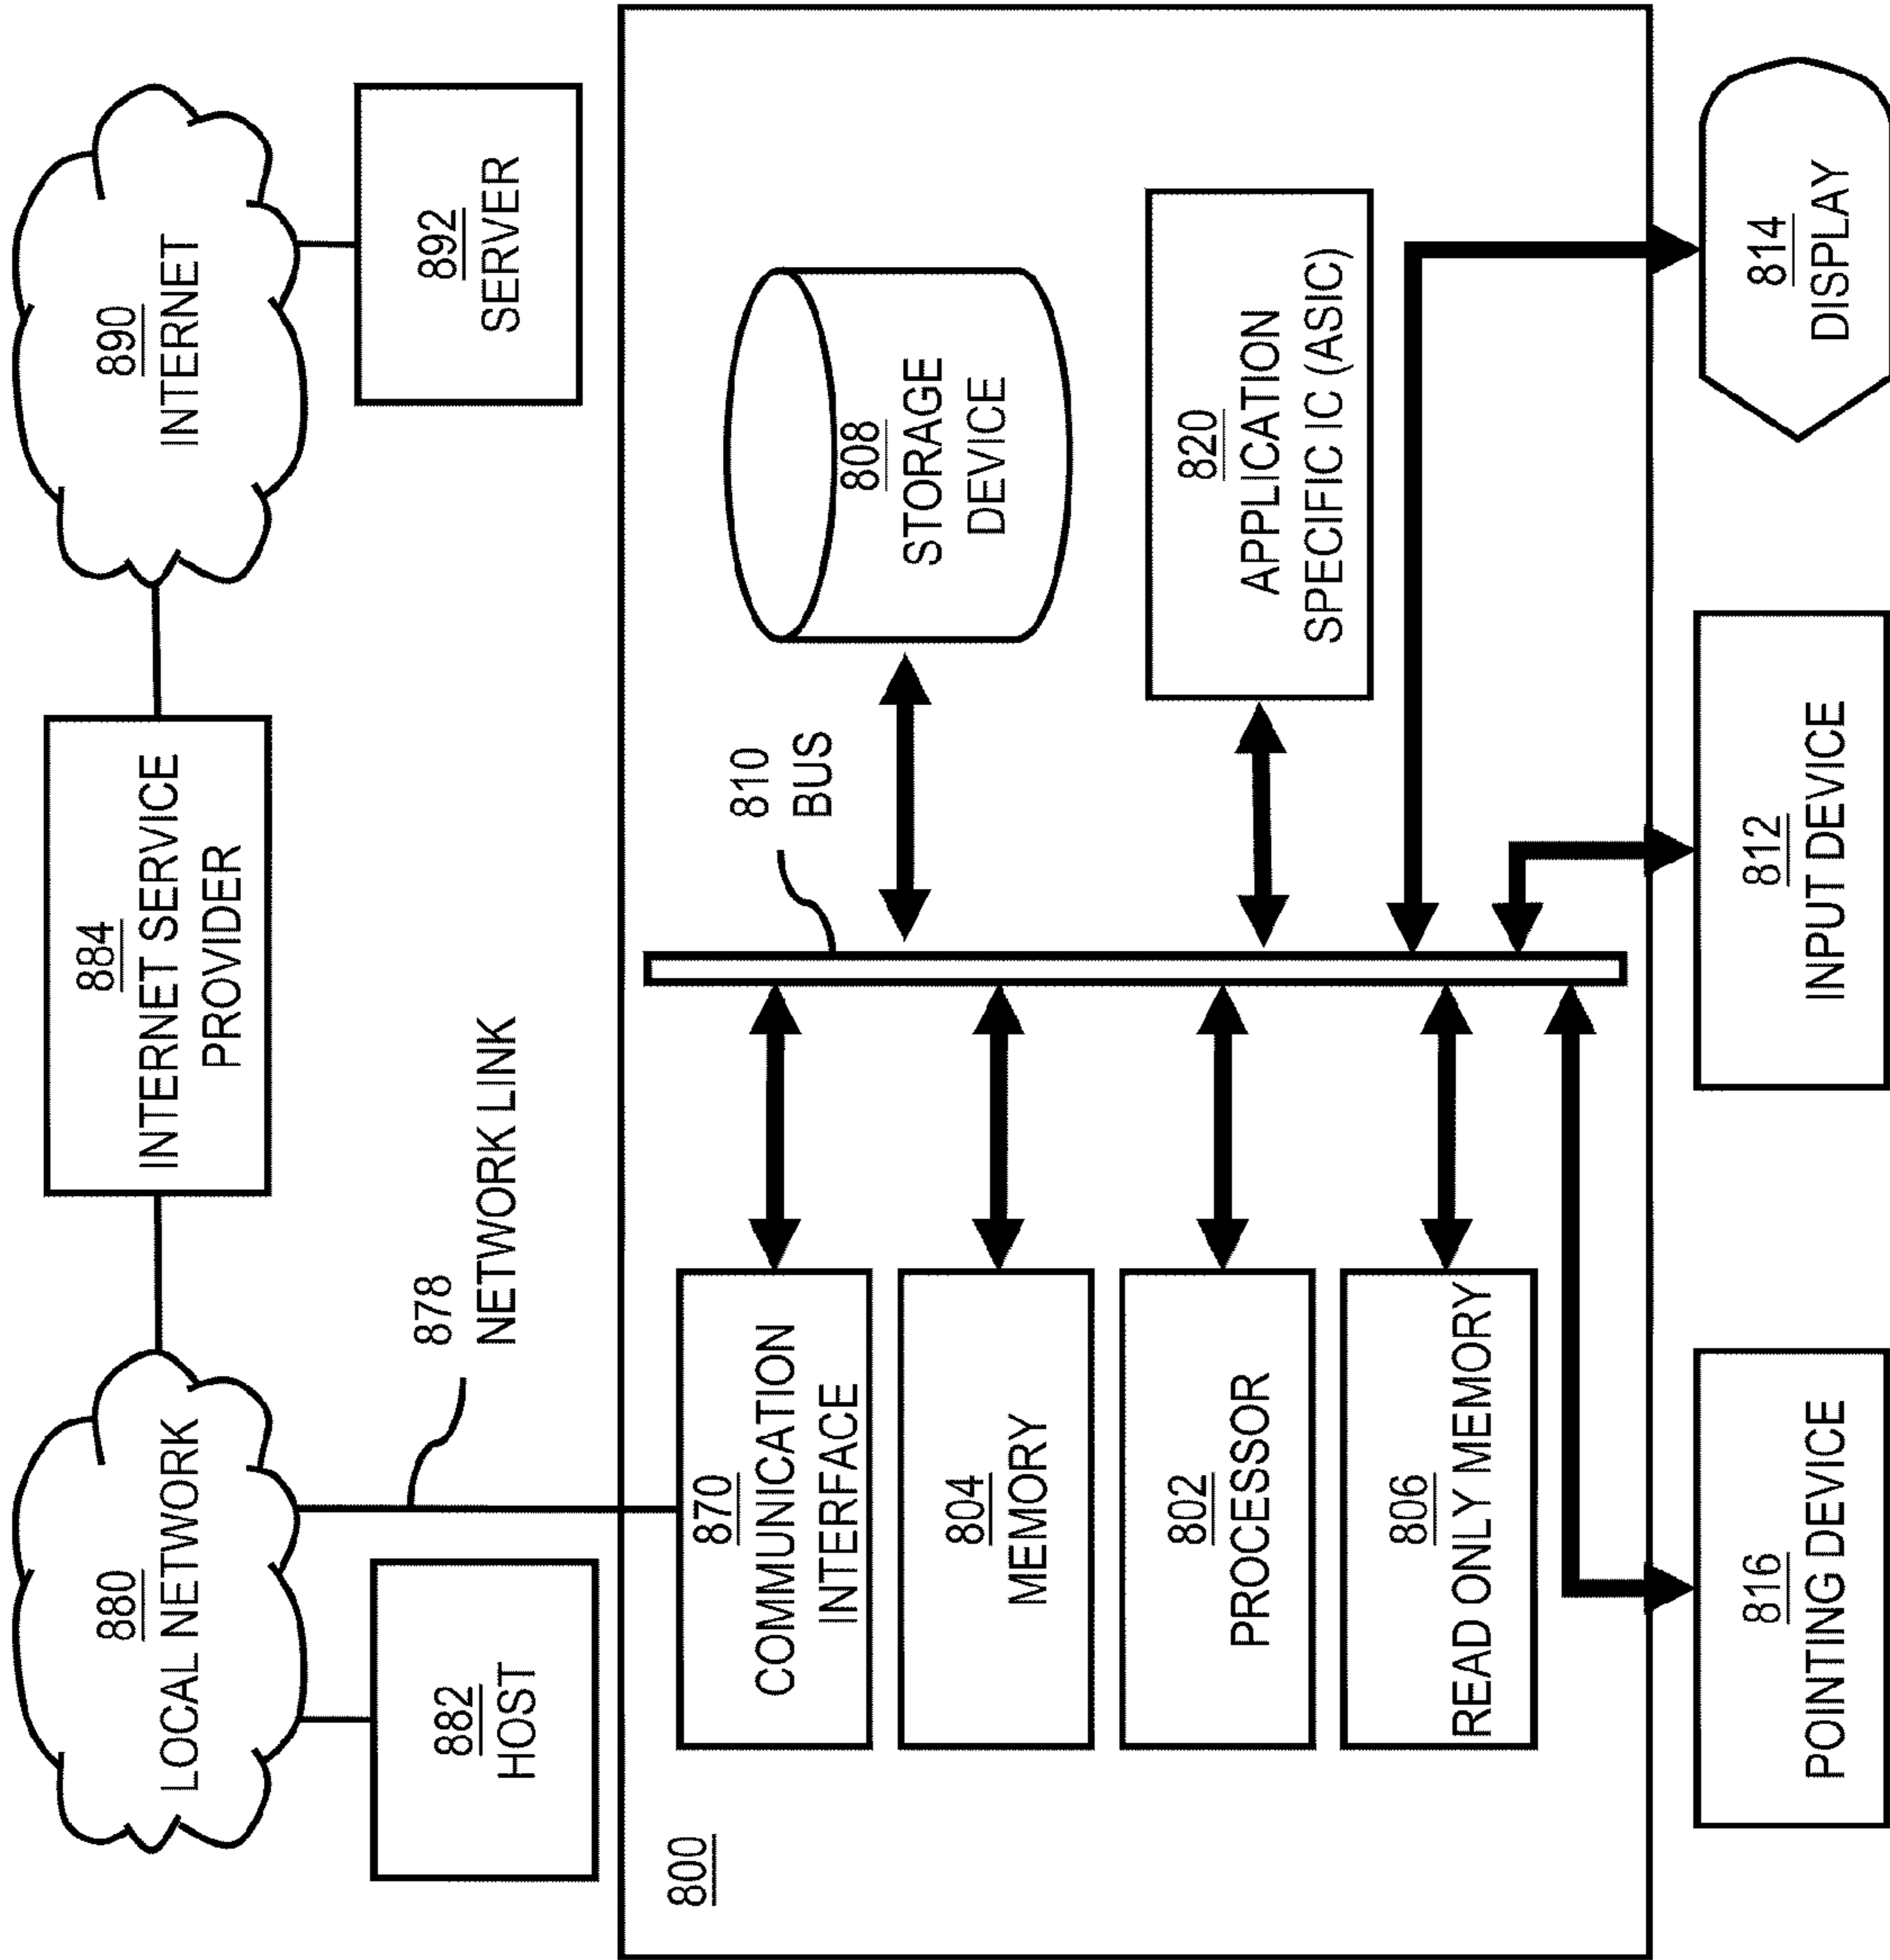 880
LOCAL NETWORK
884
INTERNET SERVICE
PROVIDER
890
INTERNET
882
HOST
878
NETWORK LINK
892
SERVER
800
870
COMMUNICATION
INTERFACE
804
MEMORY
802
PROCESSOR
806
READ ONLY MEMORY
810
BUS
808
STORAGE
DEVICE
820
APPLICATION
SPECIFIC IC (ASIC)
816
POINTING DEVICE
812
INPUT DEVICE
814
DISPLAY